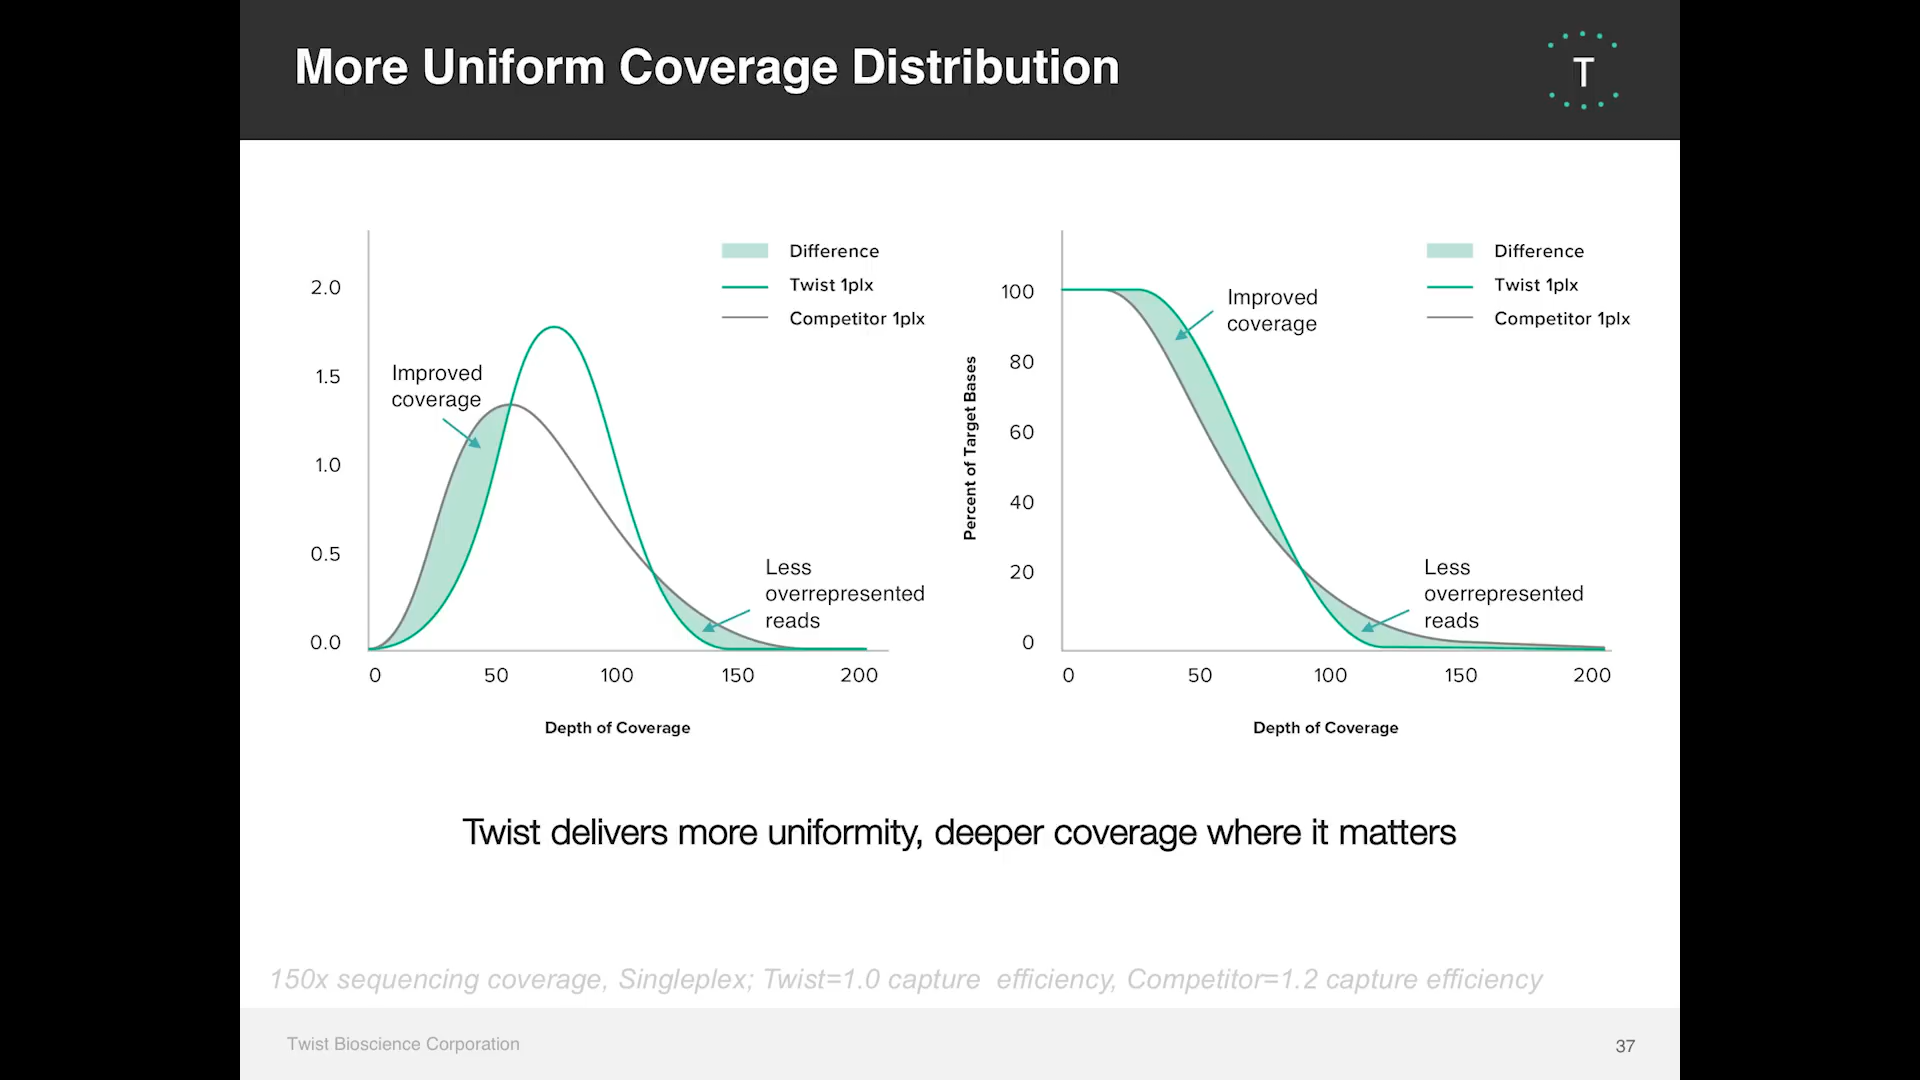 More Uniform Coverage Distribution
T
Difference
Twist 1plx
Competitor 1plx
2.0
1.5
1.0
0.5
0.0
Improved
coverage
Less
overrepresented
reads
0 50 100 150 200
Depth of Coverage
Difference
Twist 1plx
Competitor 1plx
Percent of Target Bases
100
80
60
40
20
0
Improved
coverage
Less
overrepresented
reads
0 50 100 150 200
Depth of Coverage
Twist delivers more uniformity, deeper coverage where it matters
150x sequencing coverage, Singleplex; Twist=1.0 capture efficiency, Competitor=1.2 capture efficiency
Twist Bioscience Corporation
37